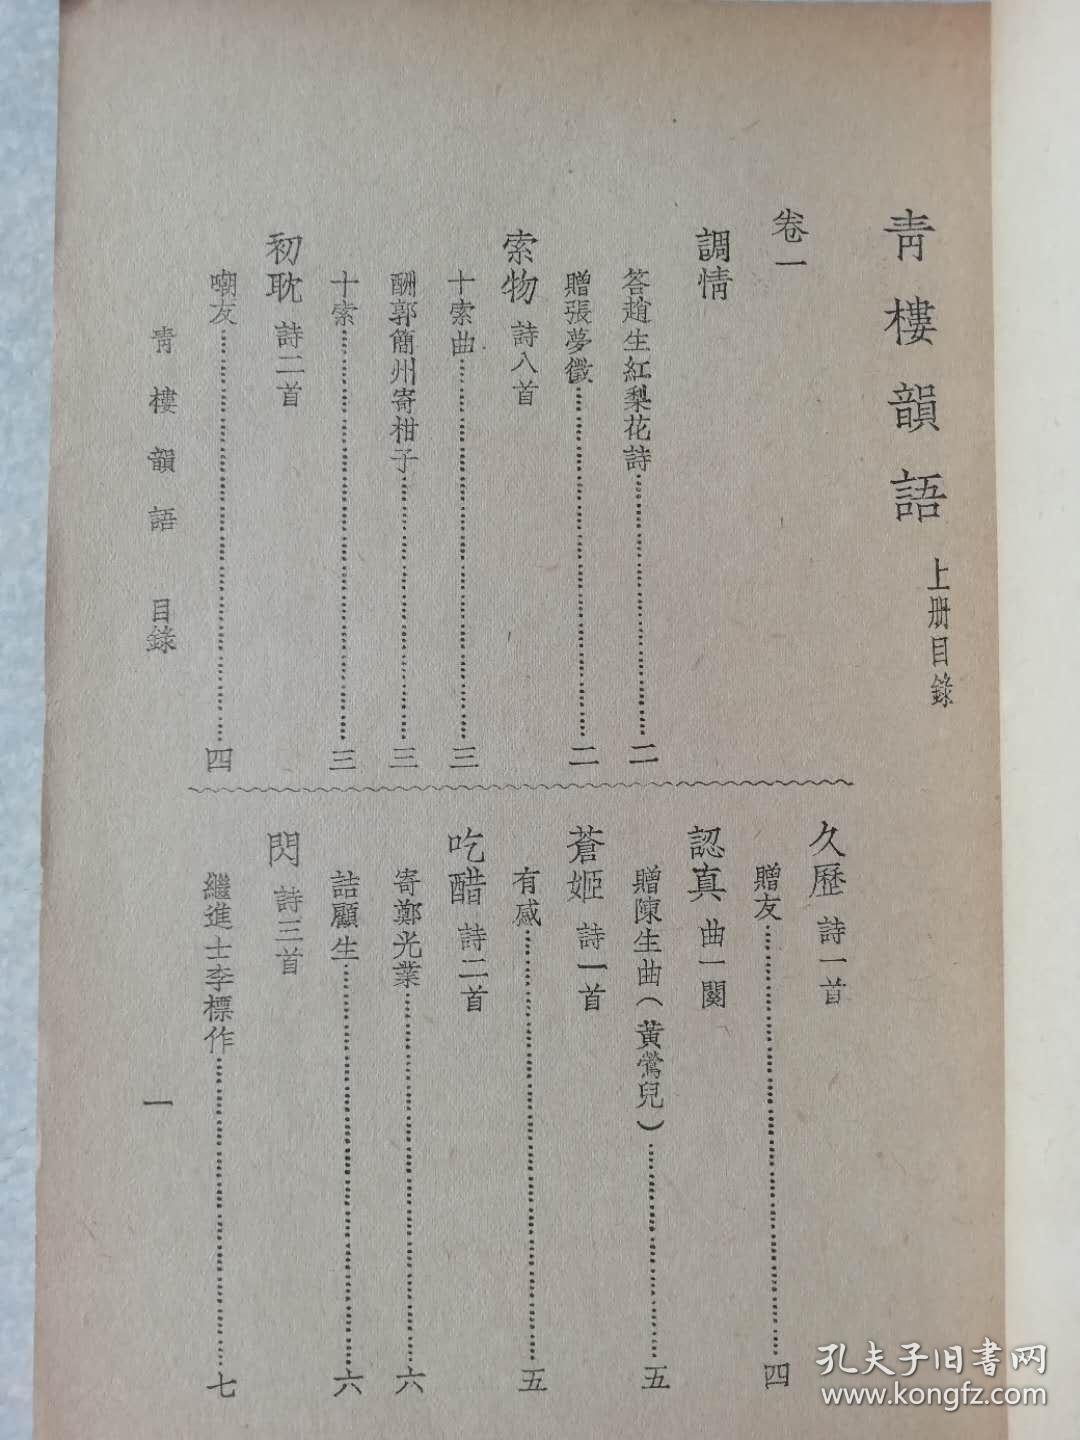 青樓韻語 上册目錄
卷一
調情
答趙生紅梨花詩 二
贈張夢徵 二
索物 詩八首
十索曲 三
酬郭簡州寄柑子 三
十索 三
初耽 詩二首
嘲友 四
久歷 詩一首
贈友 四
認真 曲一闋
贈陳生曲(黃鶯兒) 五
蒼姬 詩一首
有感 五
吃醋 詩二首
寄鄭光業 六
詰顧生 六
閃 詩三首
繼進士李標作 七
青樓韻語 目錄
一
孔夫子旧书网
www.kongfz.com